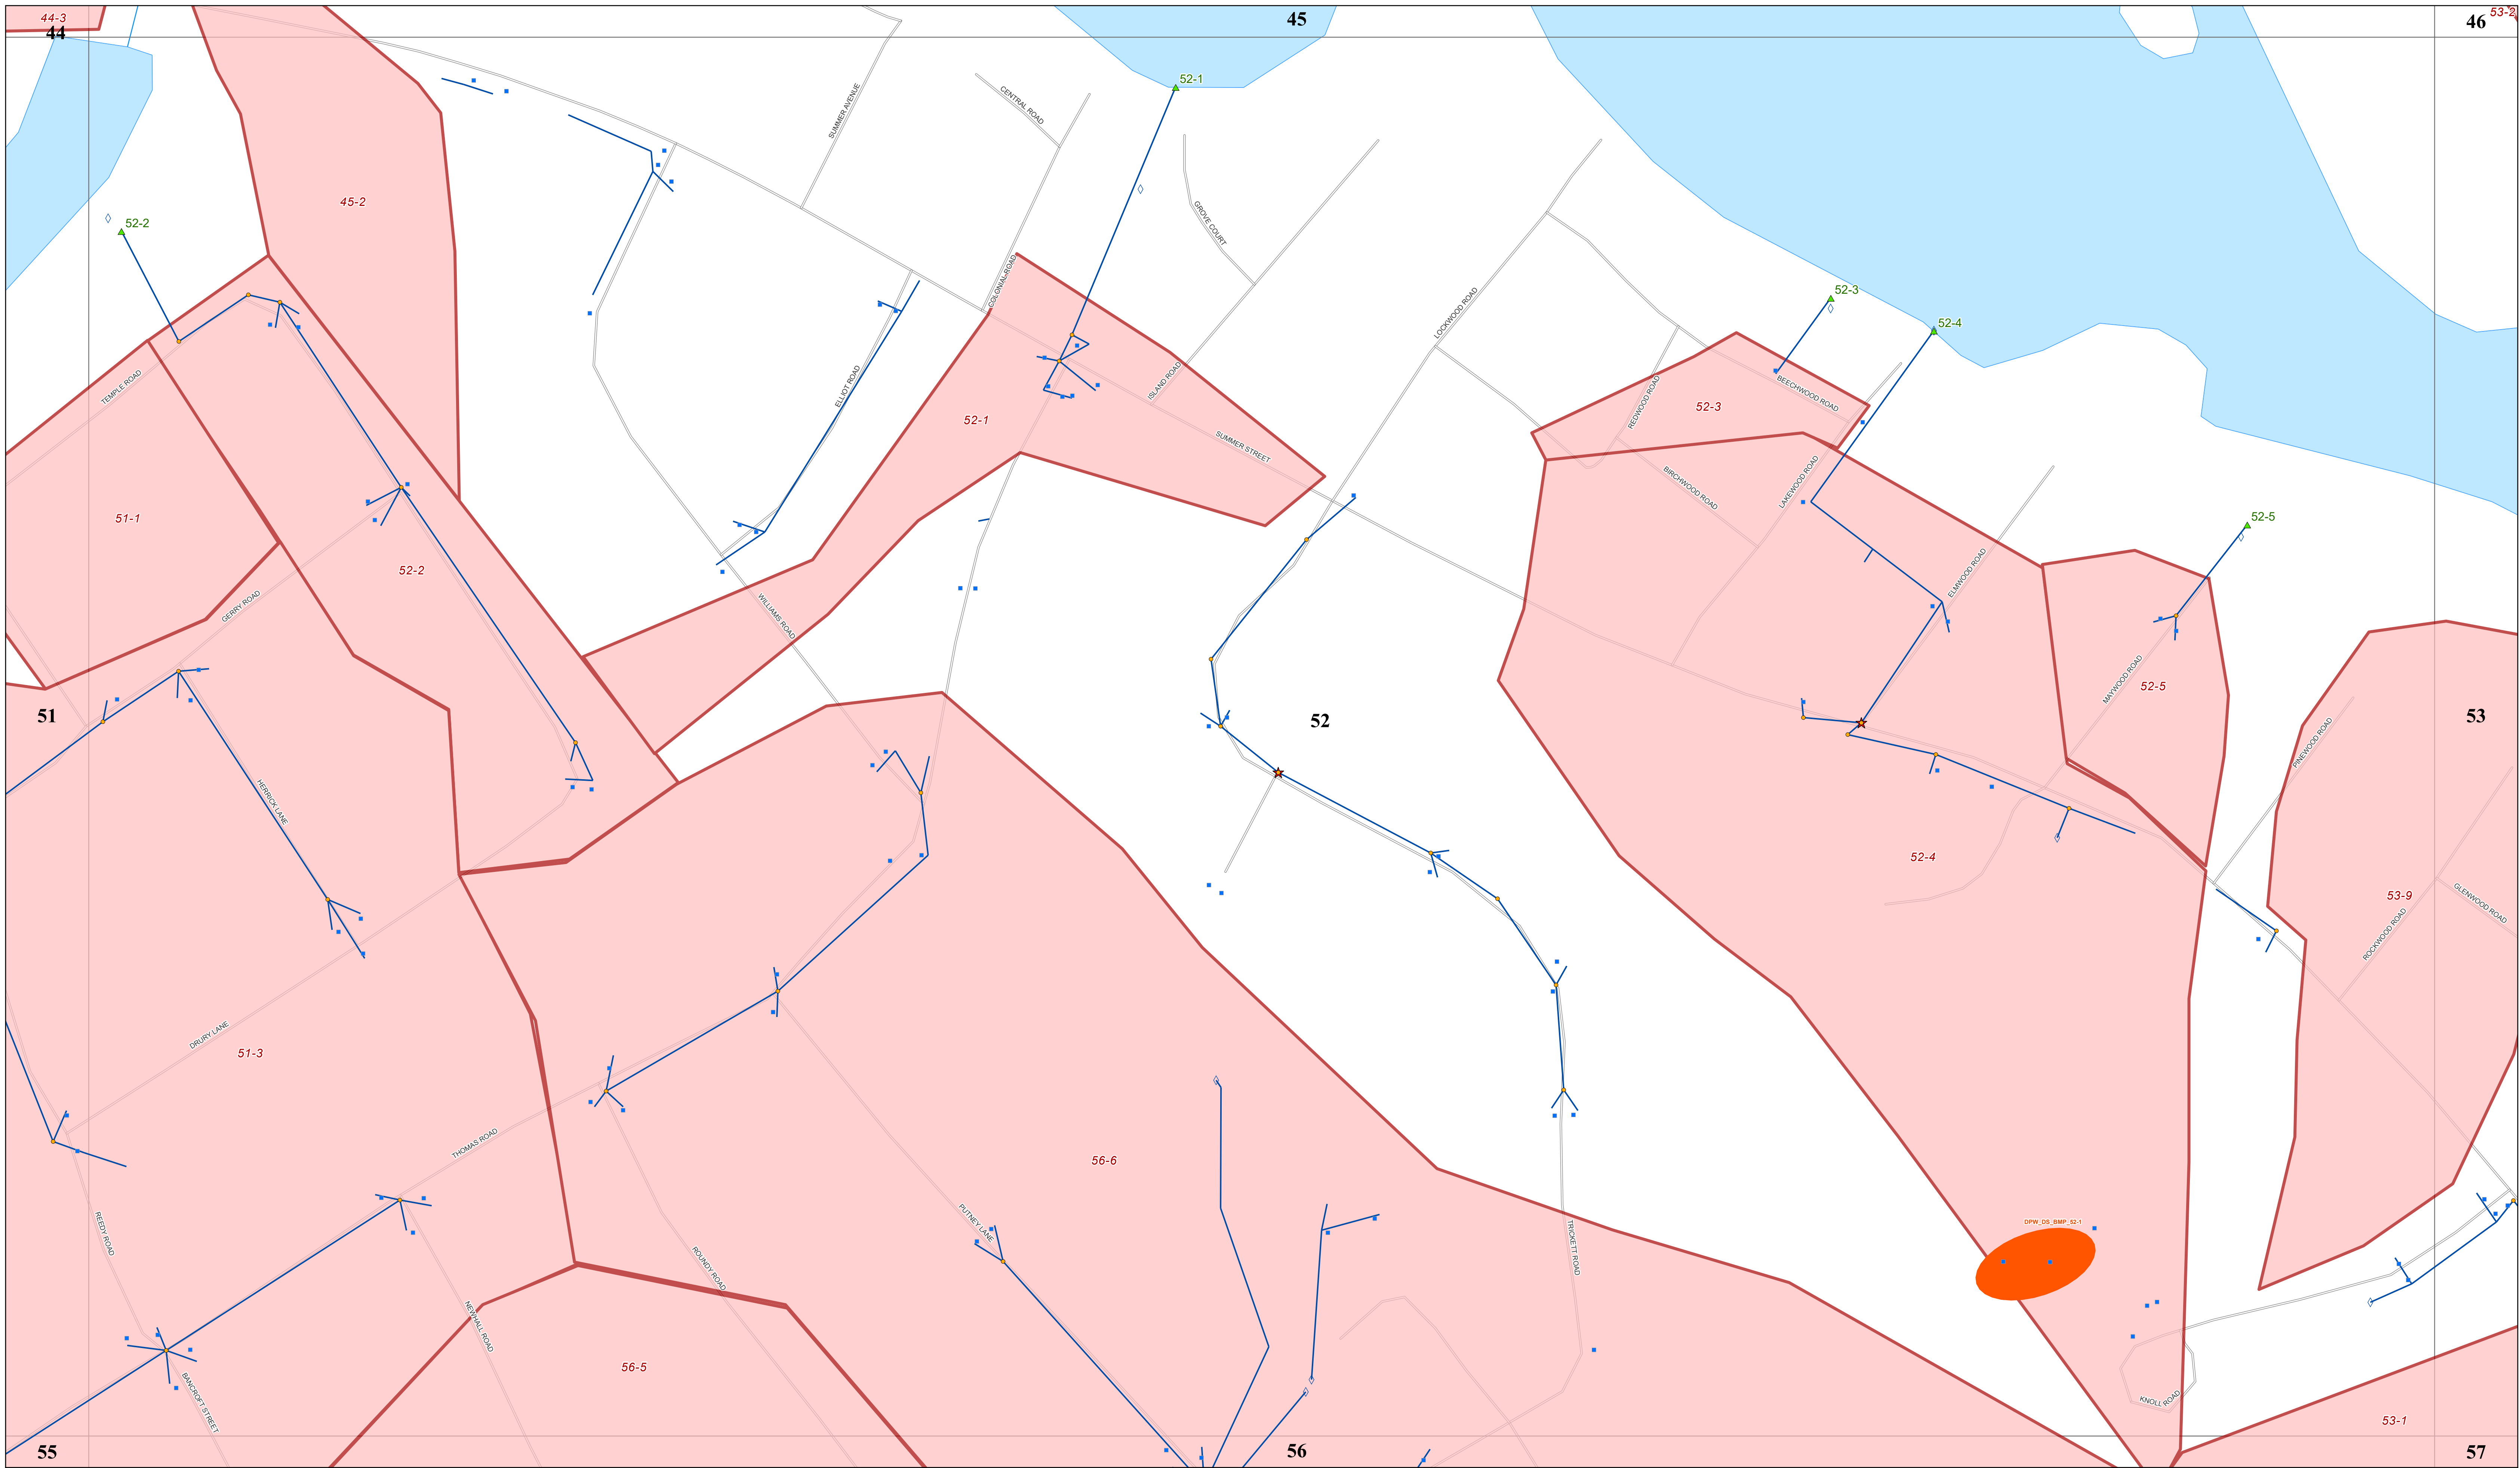 44-3
44
45
46
53-2
52-1
CENTRAL ROAD
SUMMER AVENUE
45-2
52-2
GROVE COURT
COLONIAL ROAD
LOCKWOOD ROAD
52-3
52-4
TEMPLE ROAD
ELLIOT ROAD
ISLAND ROAD
REDWOOD ROAD
BEECHWOOD ROAD
52-3
52-1
SUMMER STREET
BIRCHWOOD ROAD
LAKEWOOD ROAD
52-5
51-1
52-2
GERRY ROAD
WILLIAMS ROAD
ELMWOOD ROAD
MAYWOOD ROAD
52-5
51
52
53
PINEWOOD ROAD
HERRICK LANE
52-4
53-9
GLENWOOD ROAD
ROCKWOOD ROAD
DRURY LANE
51-3
THOMAS ROAD
56-6
REEDY ROAD
PUTNEY LANE
TRICKETT ROAD
DPW_DS_BMP_52-1
ROUNDY ROAD
NEWHALL ROAD
56-5
BANCROFT STREET
KNOLL ROAD
53-1
55
56
57